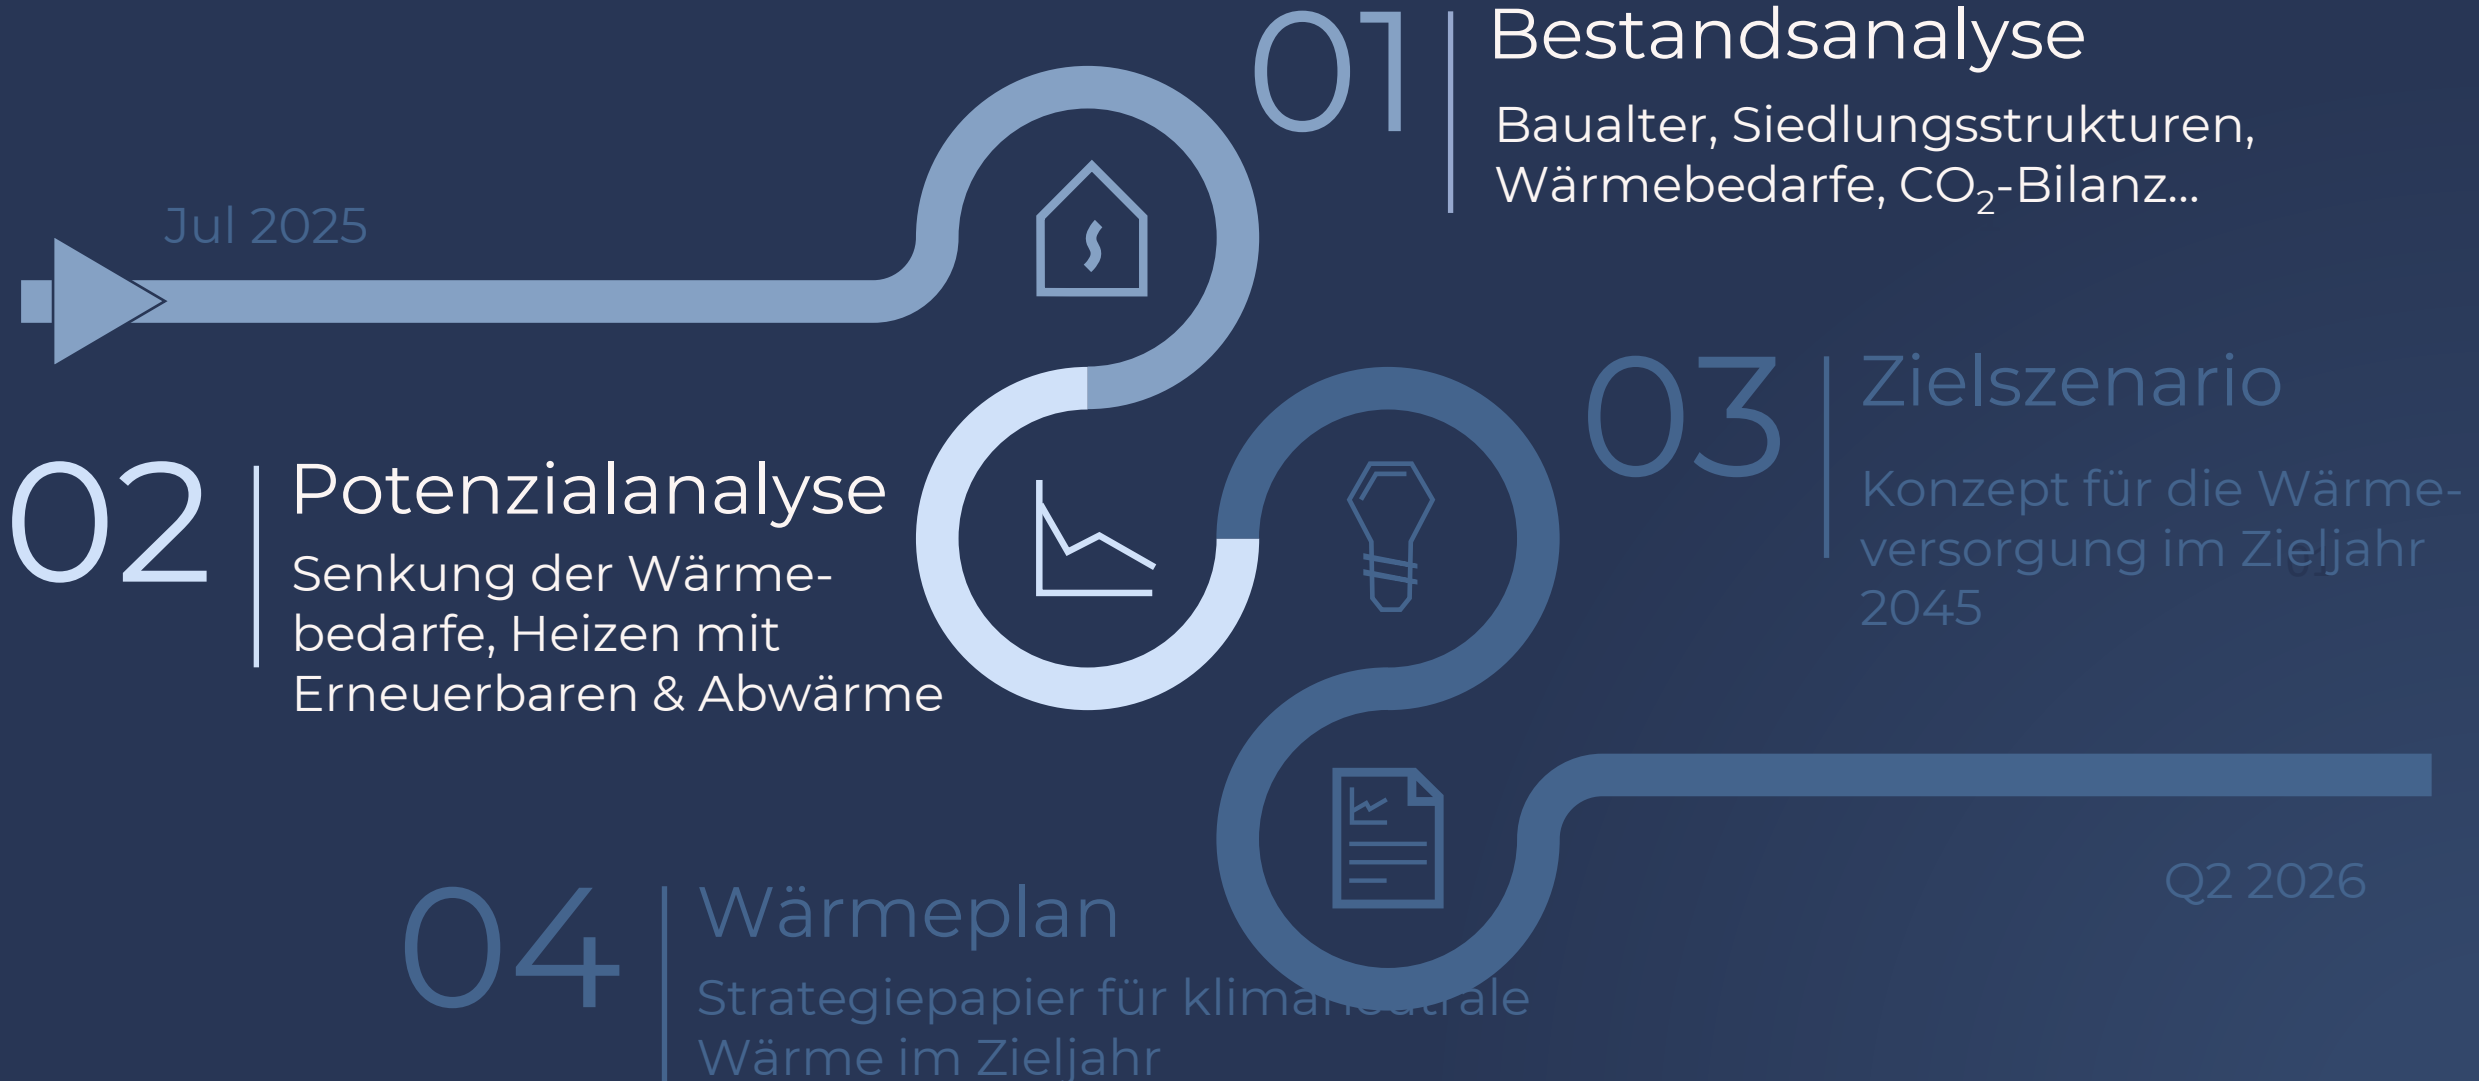 01
Bestandsanalyse
Baualter, Siedlungsstrukturen,
Wärmebedarfe, CO₂-Bilanz...
Jul 2025
02
Potenzialanalyse
Senkung der Wärme-
bedarfe, Heizen mit
Erneuerbaren & Abwärme
03
Zielszenario
Konzept für die Wärme-
versorgung im Zieljahr
2045
04
Wärmeplan
Strategiepapier für klimaneutrale
Wärme im Zieljahr
Q2 2026